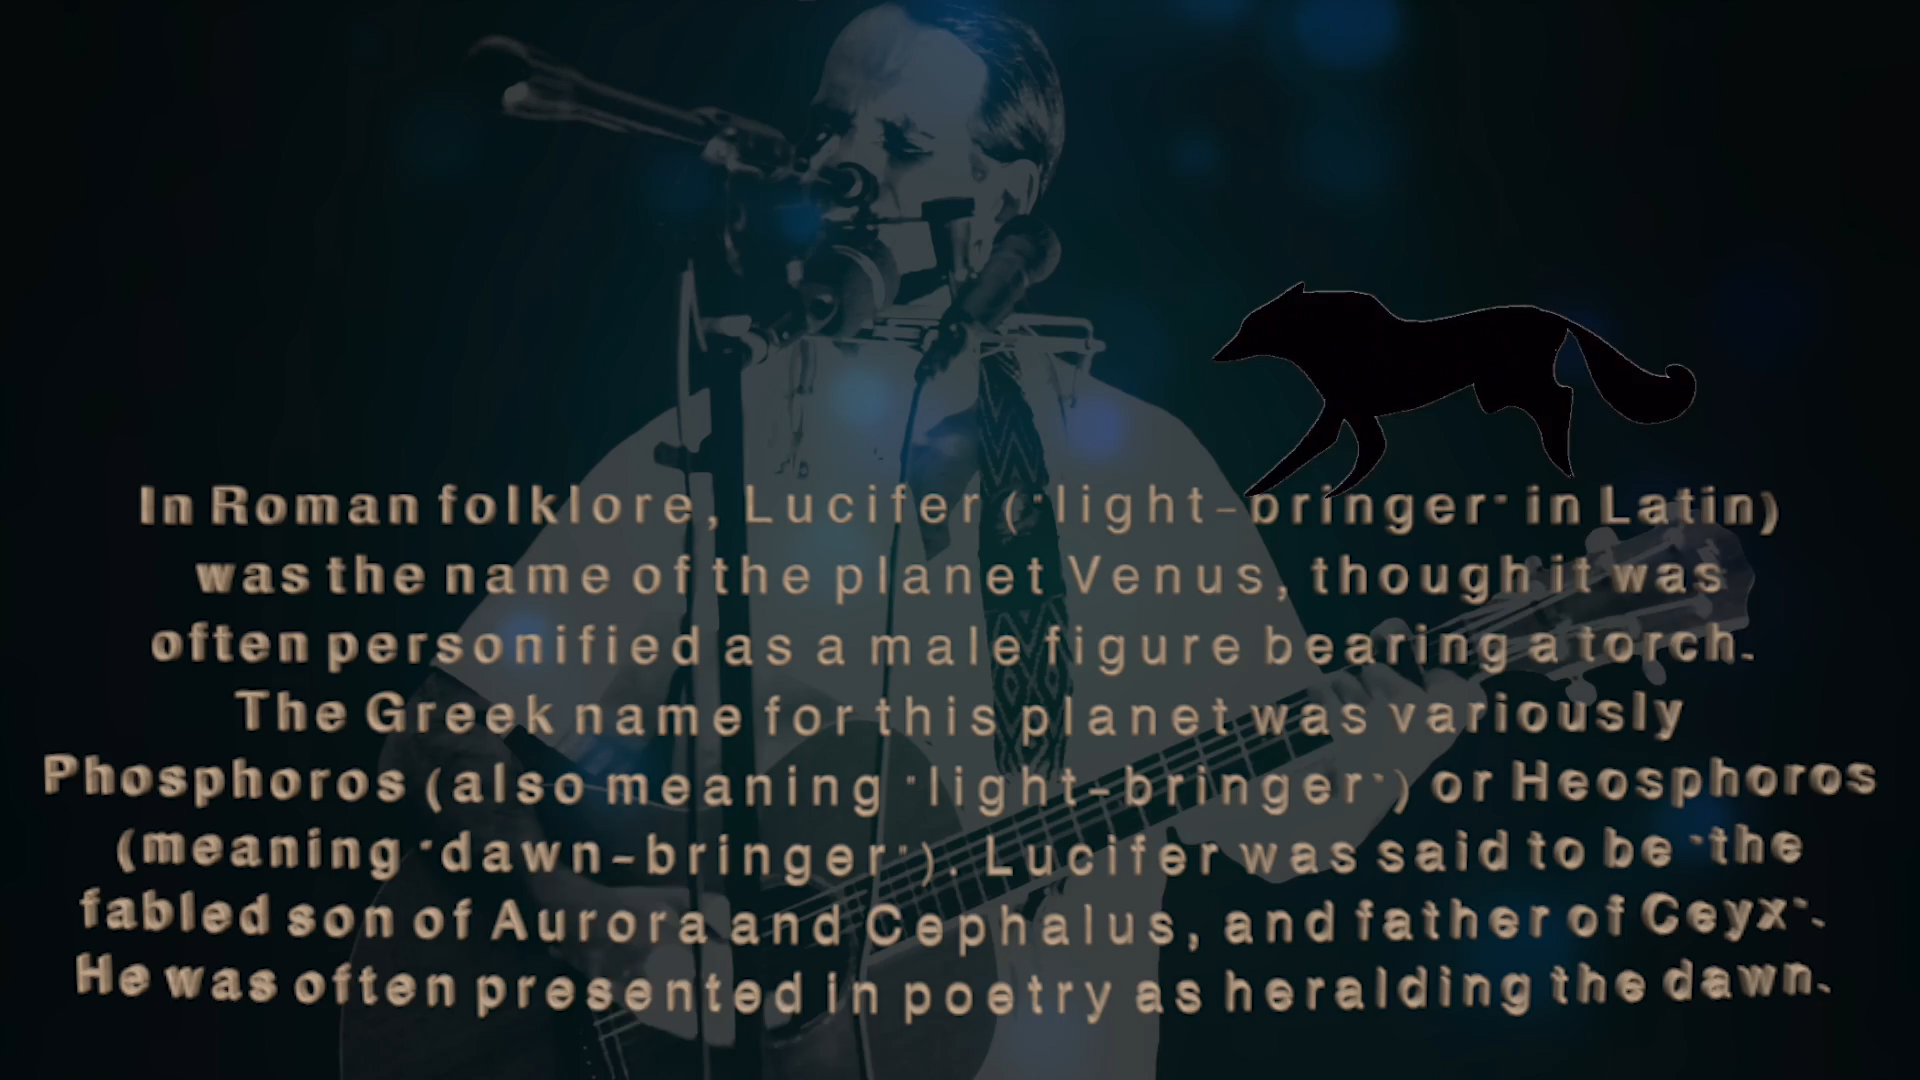 In Roman folklore, Lucifer ("light-bringer" in Latin)
was the name of the planet Venus, though it was
often personified as a male figure bearing a torch.
The Greek name for this planet was variously
Phosphoros (also meaning "light-bringer") or Heosphoros
(meaning "dawn-bringer"). Lucifer was said to be "the
fabled son of Aurora and Cephalus, and father of Ceyx".
He was often presented in poetry as heralding the dawn.